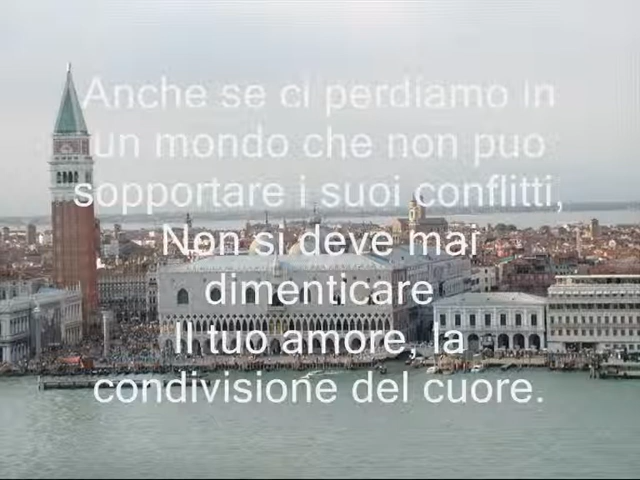 Anche se ci perdiamo in
un mondo che non puo
sopportare i suoi conflitti,
Non si deve mai
dimenticare
Il tuo amore, la
condivisione del cuore.